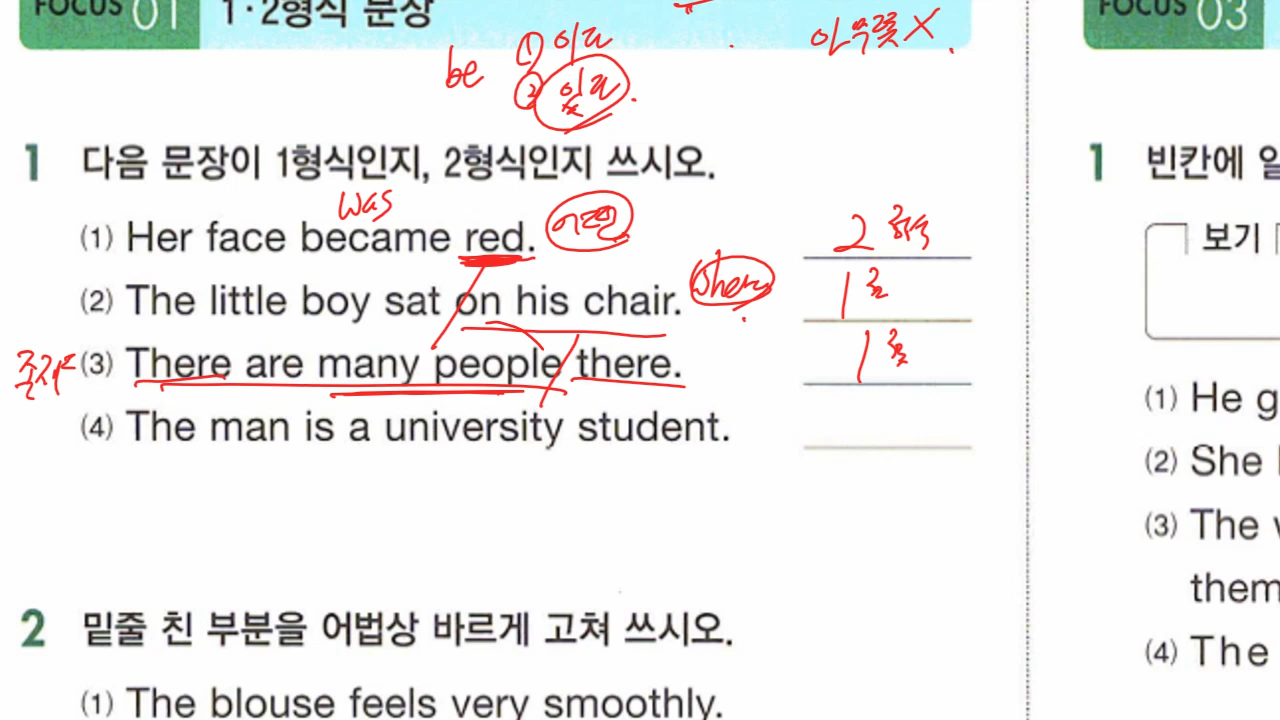 FOCUS 01 1·2형식 문장
be ① 이다
② 있다.
1 다음 문장이 1형식인지, 2형식인지 쓰시오.
was
(1) Her face became red. 2형식
(2) The little boy sat on his chair. where 1형
(3) There are many people there. 1형
(4) The man is a university student.
2 밑줄 친 부분을 어법상 바르게 고쳐 쓰시오.
(1) The blouse feels very smoothly.
FOCUS 03
1 빈칸에 알
보기
(1) He g
(2) She
(3) The
them
(4) The